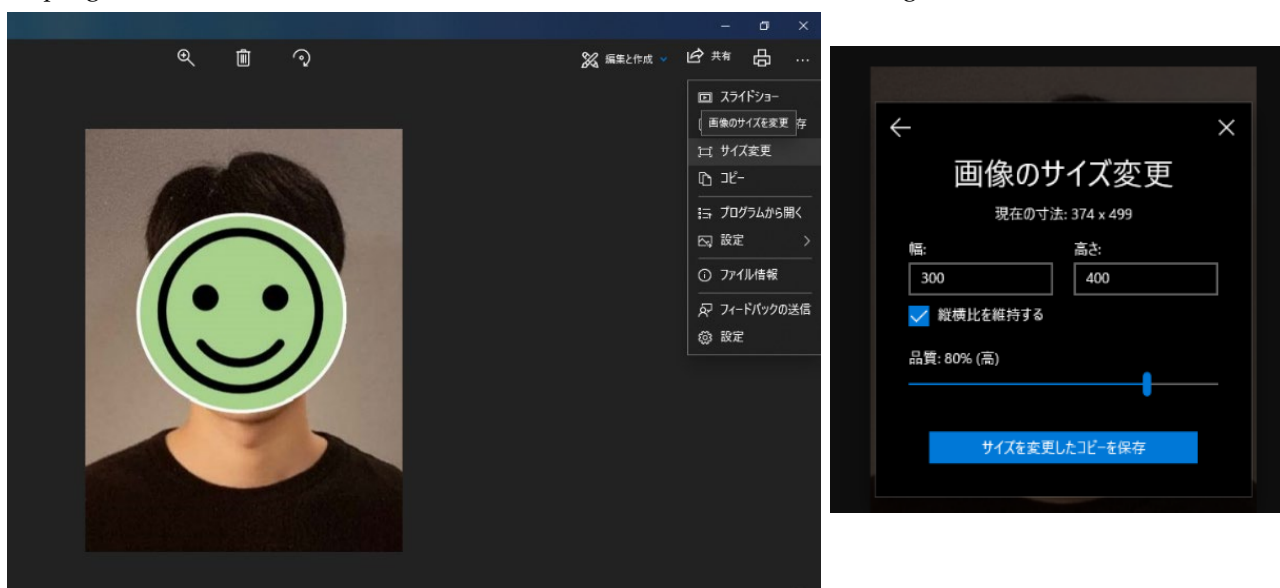 編集と作成
共有
スライドショー
画像のサイズを変更
存
サイズ変更
コピー
プログラムから開く
設定
ファイル情報
フィードバックの送信
設定
画像のサイズ変更
現在の寸法: 374 x 499
幅: 高さ:
300 400
縦横比を維持する
品質: 80% (高)
サイズを変更したコピーを保存